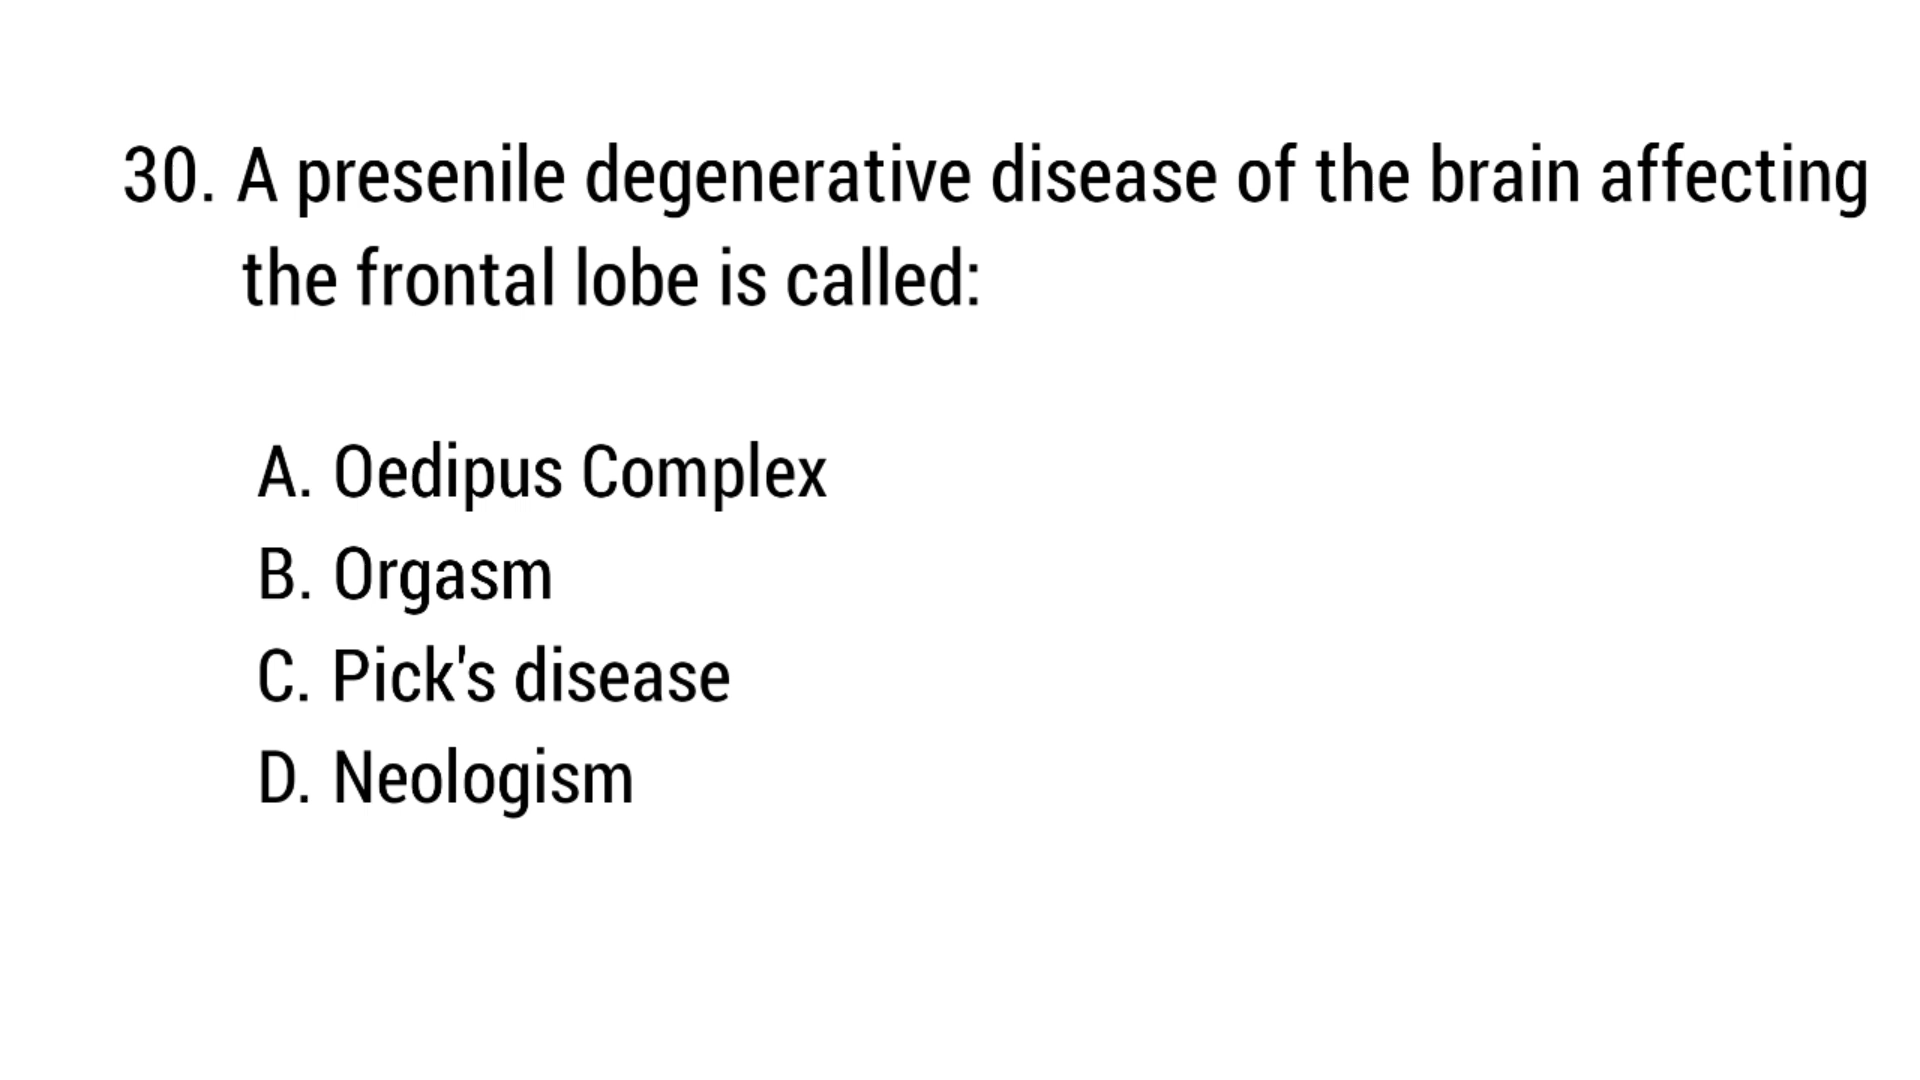 30. A presenile degenerative disease of the brain affecting
the frontal lobe is called:
A. Oedipus Complex
B. Orgasm
C. Pick's disease
D. Neologism